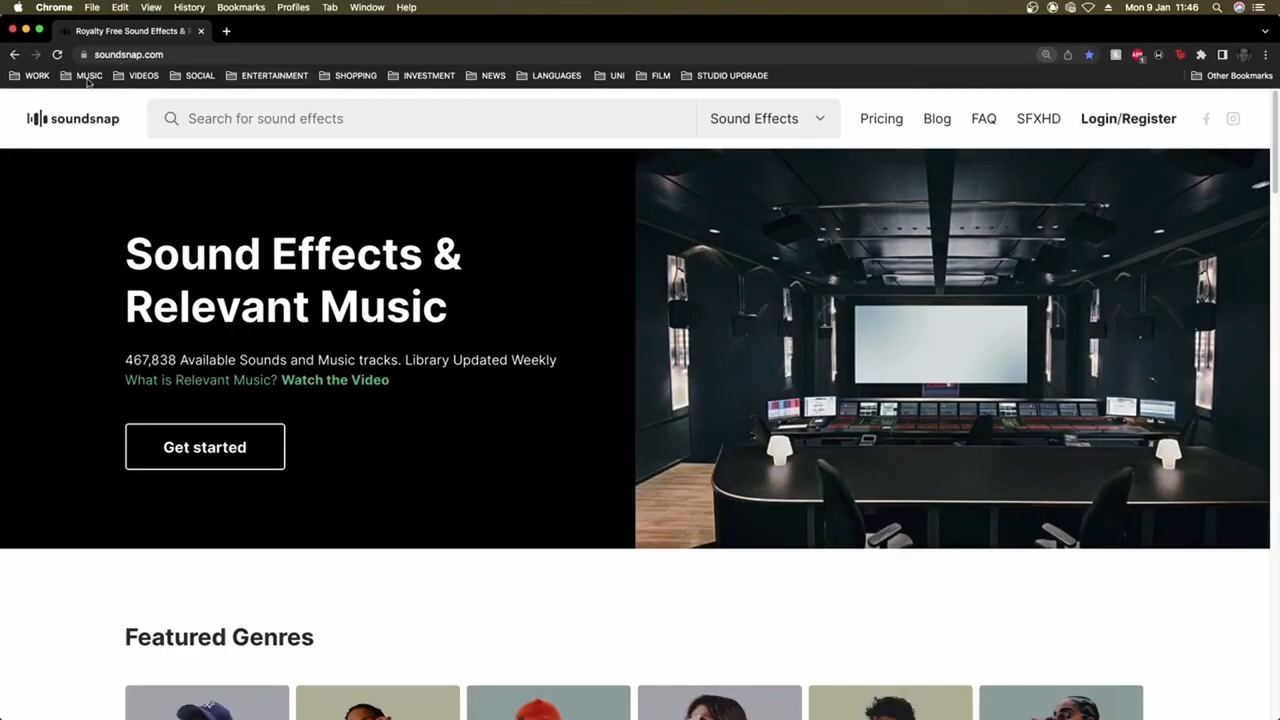 Chrome File Edit View History Bookmarks Profiles Tab Window Help Mon 9 Jan 11:46
Royalty Free Sound Effects &
soundsnap.com
WORK MUSIC VIDEOS SOCIAL ENTERTAINMENT SHOPPING INVESTMENT NEWS LANGUAGES UNI FILM STUDIO UPGRADE Other Bookmarks
soundsnap Search for sound effects Sound Effects Pricing Blog FAQ SFXHD Login/Register
Sound Effects &
Relevant Music
467,838 Available Sounds and Music tracks. Library Updated Weekly
What is Relevant Music? Watch the Video
Get started
Featured Genres